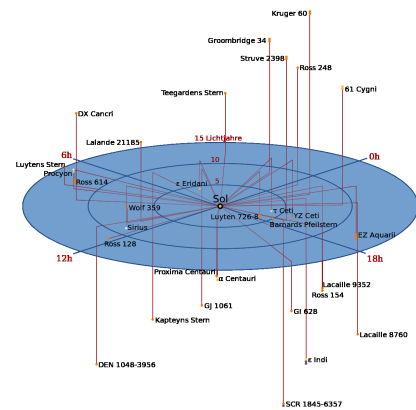 Kruger 60
Groombridge 34
Struve 2398
Ross 248
61 Cygni
Teegardens Stern
DX Cancri
Lalande 21185
15 Lichtjahre
10
5
6h
0h
Luytens Stern
Procyon
Ross 614
ε Eridani
Sol
Wolf 359
Luyten 726-8
τ Ceti
YZ Ceti
Barnards Pfeilstern
Sirius
Ross 128
EZ Aquarii
12h
18h
Proxima Centauri
α Centauri
Lacaille 9352
Ross 154
GJ 1061
GI 628
Kapteyns Stern
Lacaille 8760
ε Indi
DEN 1048-3956
SCR 1845-6357